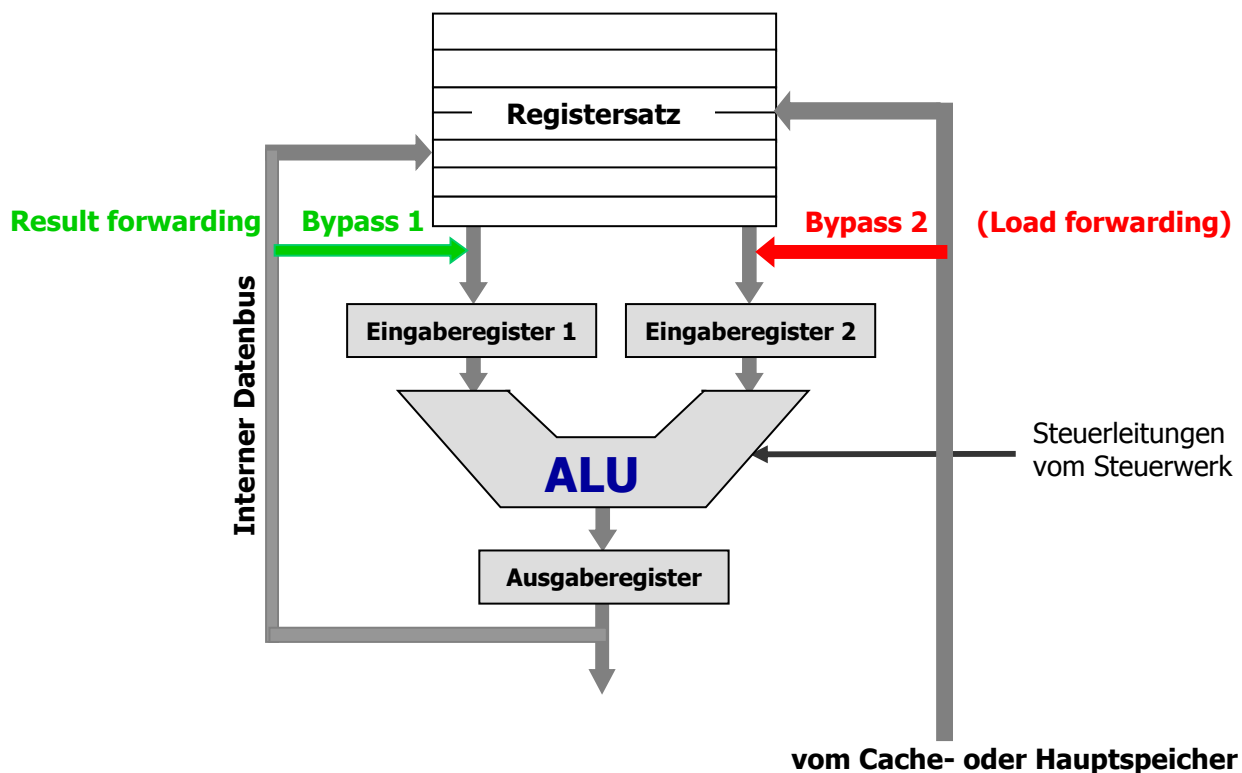 Registersatz
Result forwarding
Bypass 1
Bypass 2
(Load forwarding)
Interner Datenbus
Eingaberegister 1
Eingaberegister 2
ALU
Steuerleitungen
vom Steuerwerk
Ausgaberegister
vom Cache- oder Hauptspeicher